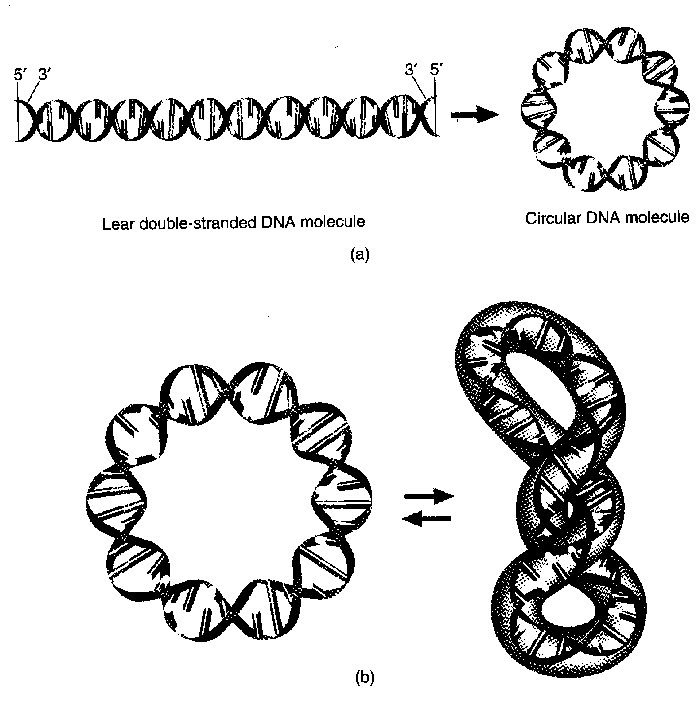 5′ 3′ 3′ 5′
Lear double-stranded DNA molecule Circular DNA molecule
(a)
(b)